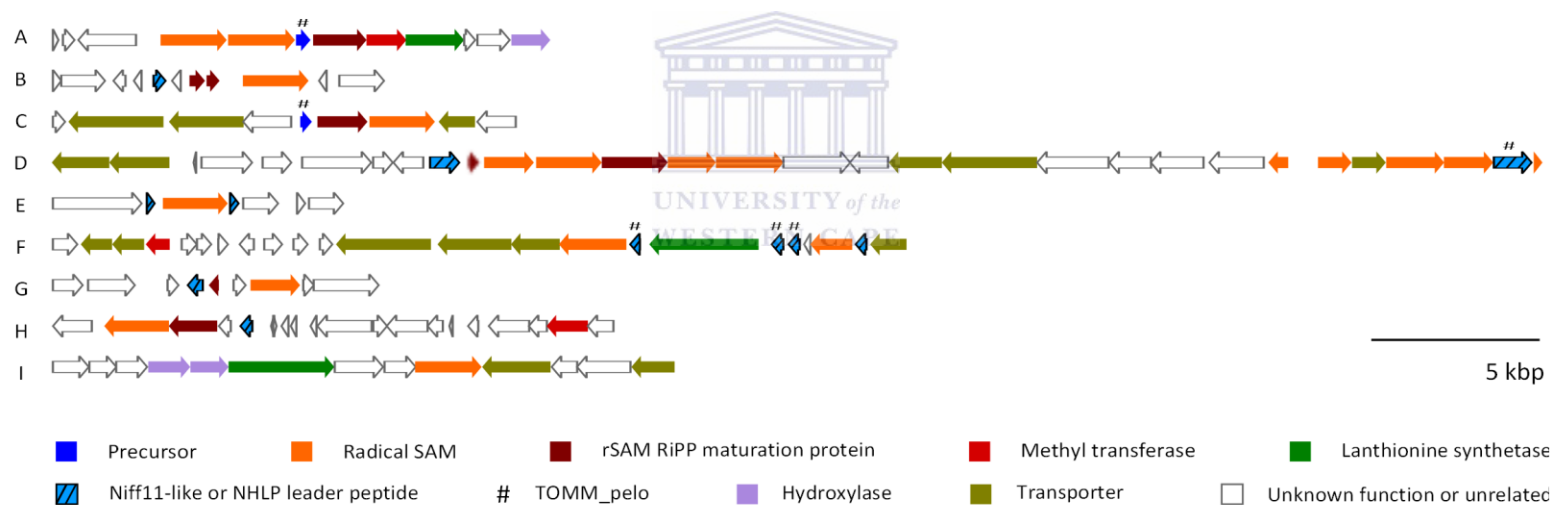 #
A
B
#
C
D
#
UNIVERSITY of the
E
# # #
WESTERN CAPE
F
G
H
I
5 kbp
Precursor Radical SAM rSAM RiPP maturation protein Methyl transferase Lanthionine synthetase
Niff11-like or NHLP leader peptide # TOMM_pelo Hydroxylase Transporter Unknown function or unrelated